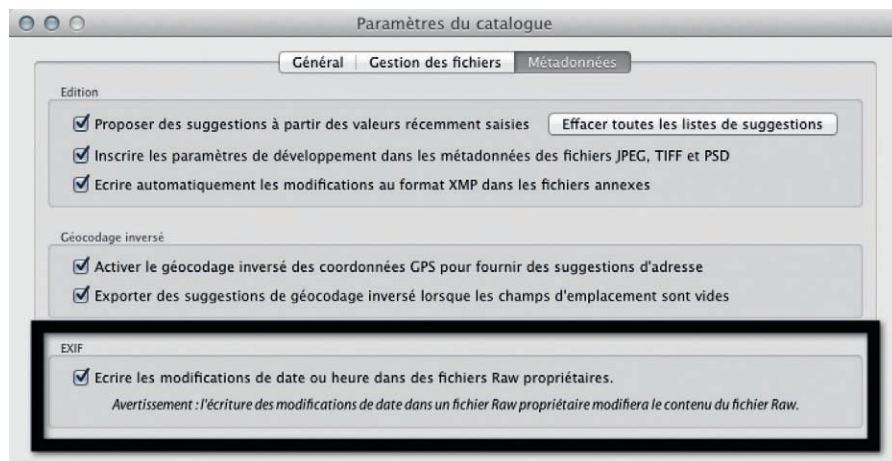 Paramètres du catalogue
Général Gestion des fichiers Métadonnées
Edition
Proposer des suggestions à partir des valeurs récemment saisies Effacer toutes les listes de suggestions
Inscrire les paramètres de développement dans les métadonnées des fichiers JPEG, TIFF et PSD
Ecrire automatiquement les modifications au format XMP dans les fichiers annexes
Géocodage inversé
Activer le géocodage inversé des coordonnées GPS pour fournir des suggestions d'adresse
Exporter des suggestions de géocodage inversé lorsque les champs d'emplacement sont vides
EXIF
Ecrire les modifications de date ou heure dans des fichiers Raw propriétaires.
Avertissement : l'écriture des modifications de date dans un fichier Raw propriétaire modifiera le contenu du fichier Raw.